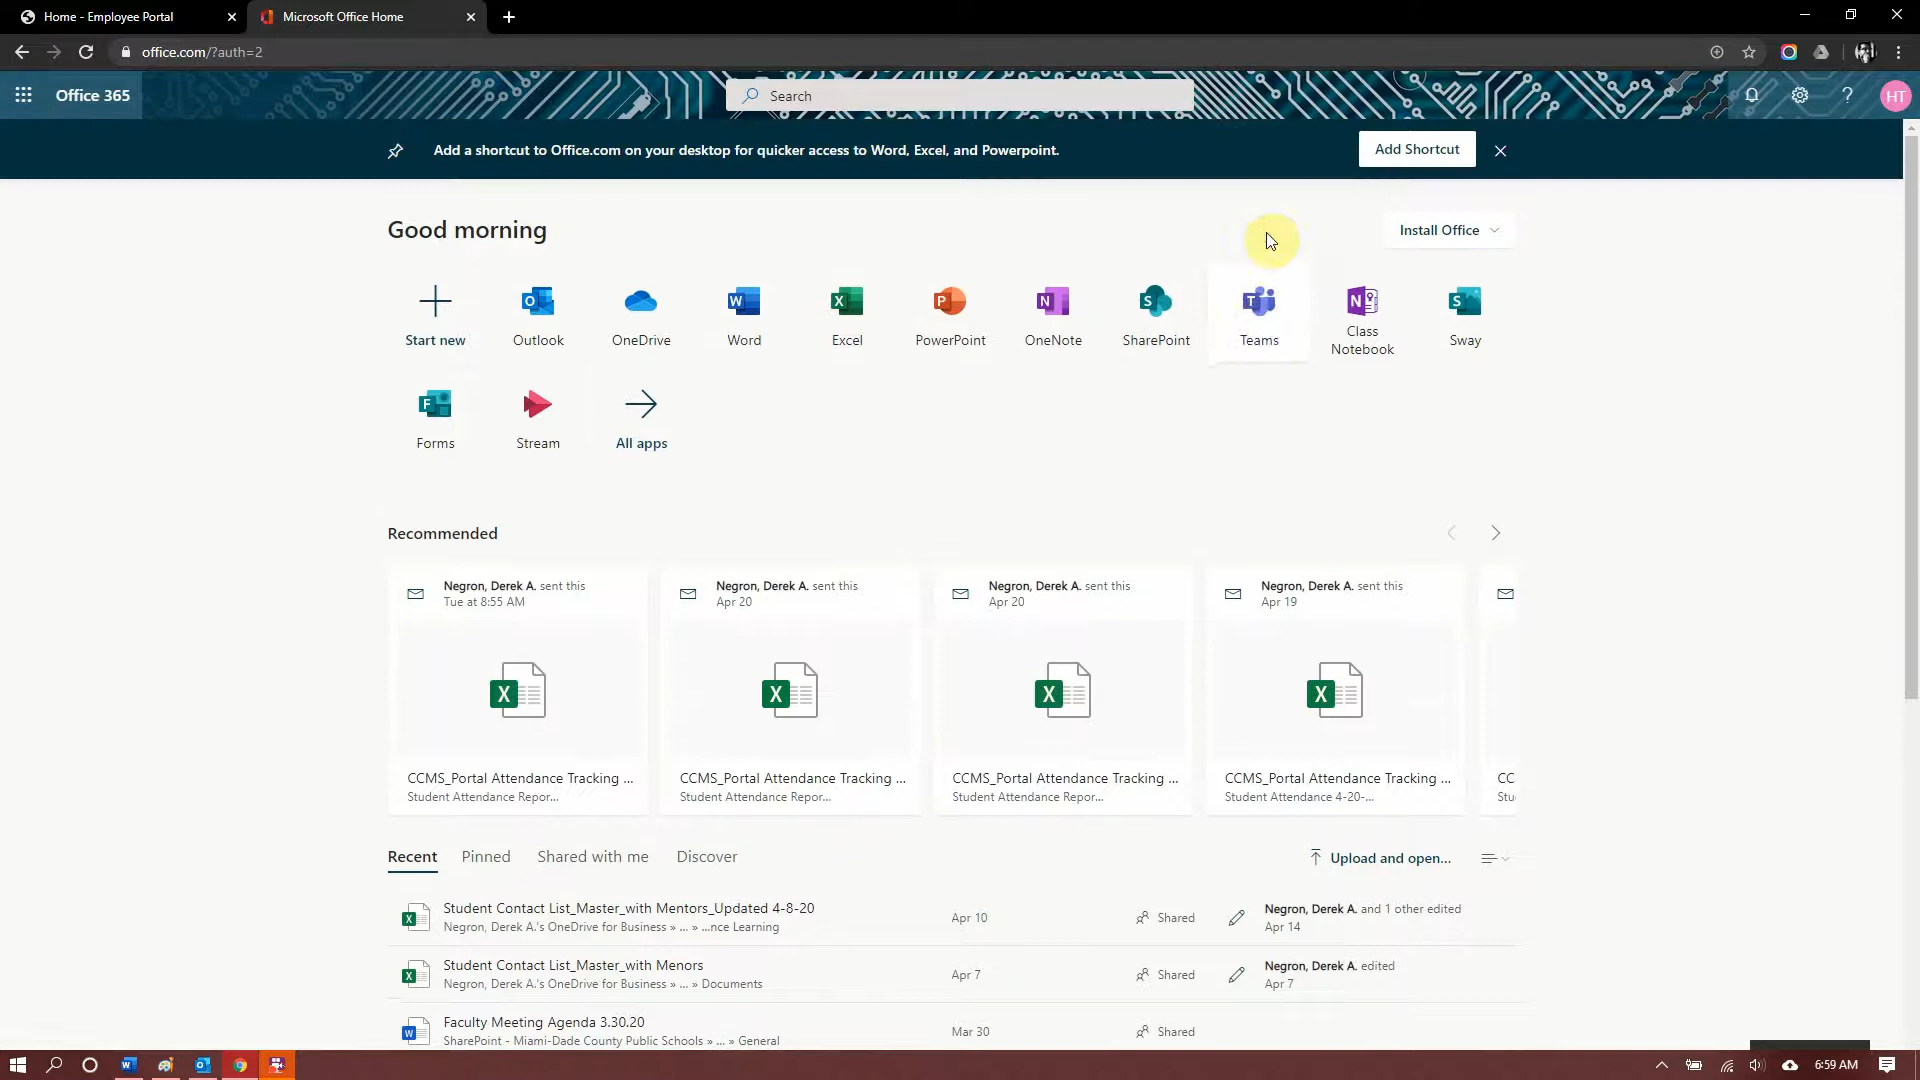 Home - Employee Portal
Microsoft Office Home
office.com/?auth=2
Office 365
Search
HT
Add a shortcut to Office.com on your desktop for quicker access to Word, Excel, and Powerpoint.
Add Shortcut
Good morning
Install Office
Start new
Outlook
OneDrive
Word
Excel
PowerPoint
OneNote
SharePoint
Teams
Class
Notebook
Sway
Forms
Stream
All apps
Recommended
Negron, Derek A. sent this
Tue at 8:55 AM
Negron, Derek A. sent this
Apr 20
Negron, Derek A. sent this
Apr 20
Negron, Derek A. sent this
Apr 19
CCMS_Portal Attendance Tracking ...
Student Attendance Repor...
CCMS_Portal Attendance Tracking ...
Student Attendance Repor...
CCMS_Portal Attendance Tracking ...
Student Attendance Repor...
CCMS_Portal Attendance Tracking ...
Student Attendance 4-20-...
CC
Stu
Recent
Pinned
Shared with me
Discover
Upload and open...
Student Contact List_Master_with Mentors_Updated 4-8-20
Negron, Derek A.'s OneDrive for Business » ... » ...nce Learning
Apr 10
Shared
Negron, Derek A. and 1 other edited
Apr 14
Student Contact List_Master_with Menors
Negron, Derek A.'s OneDrive for Business » ... » Documents
Apr 7
Shared
Negron, Derek A. edited
Apr 7
Faculty Meeting Agenda 3.30.20
SharePoint - Miami-Dade County Public Schools » ... » General
Mar 30
Shared
6:59 AM